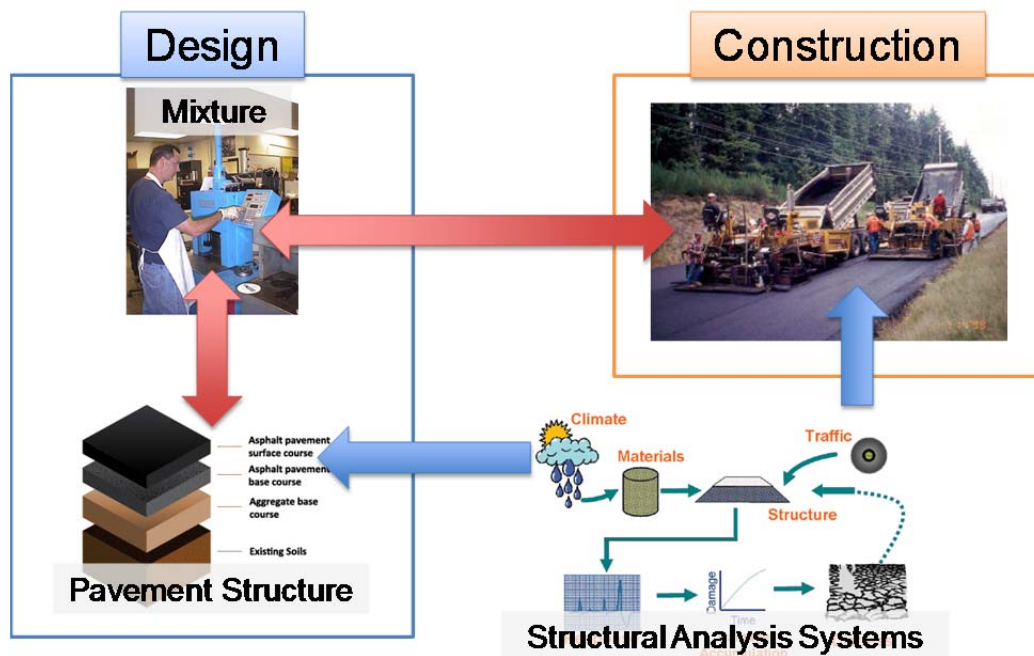 Design
Construction
Mixture
Asphalt pavement
surface course
Asphalt pavement
base course
Aggregate base
course
Existing Soils
Pavement Structure
Climate
Materials
Traffic
Structure
Damage
Time
Structural Analysis Systems